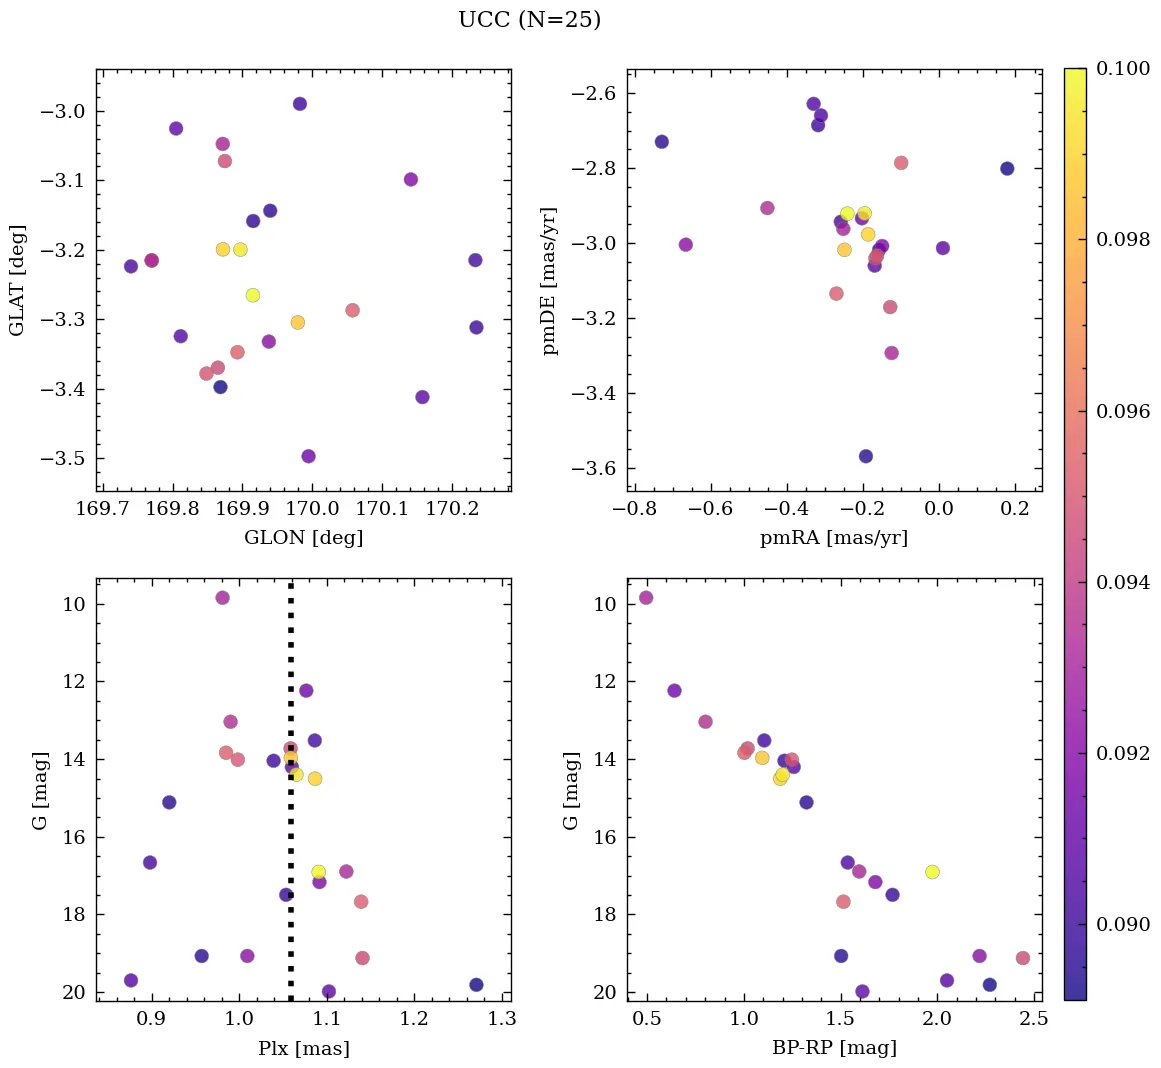 UCC (N=25)
−3.0
−3.1
−3.2
−3.3
−3.4
−3.5
GLAT [deg]
169.7 169.8 169.9 170.0 170.1 170.2
GLON [deg]
−2.6
−2.8
−3.0
−3.2
−3.4
−3.6
pmDE [mas/yr]
−0.8 −0.6 −0.4 −0.2 0.0 0.2
pmRA [mas/yr]
10
12
14
16
18
20
G [mag]
0.9 1.0 1.1 1.2 1.3
Plx [mas]
10
12
14
16
18
20
G [mag]
0.5 1.0 1.5 2.0 2.5
BP-RP [mag]
0.100
0.098
0.096
0.094
0.092
0.090